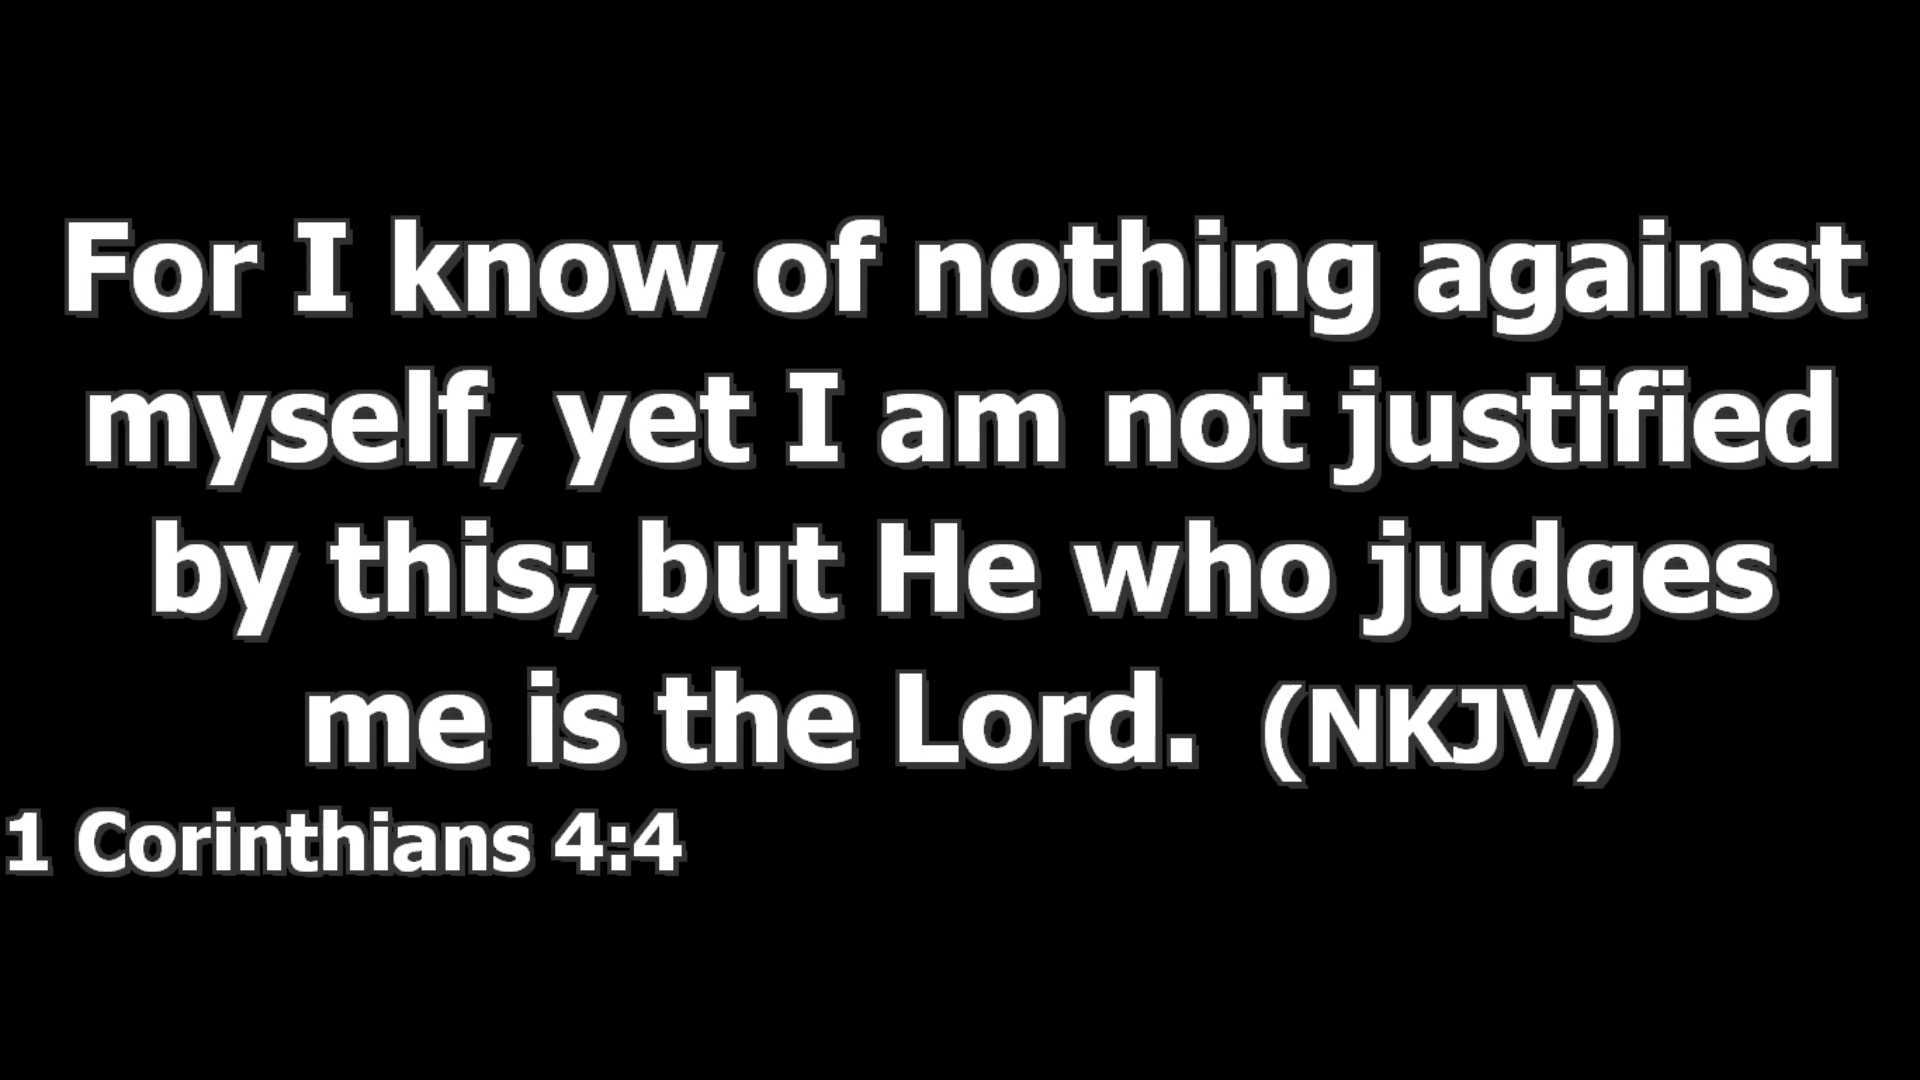 For I know of nothing against
myself, yet I am not justified
by this; but He who judges
me is the Lord. (NKJV)
1 Corinthians 4:4